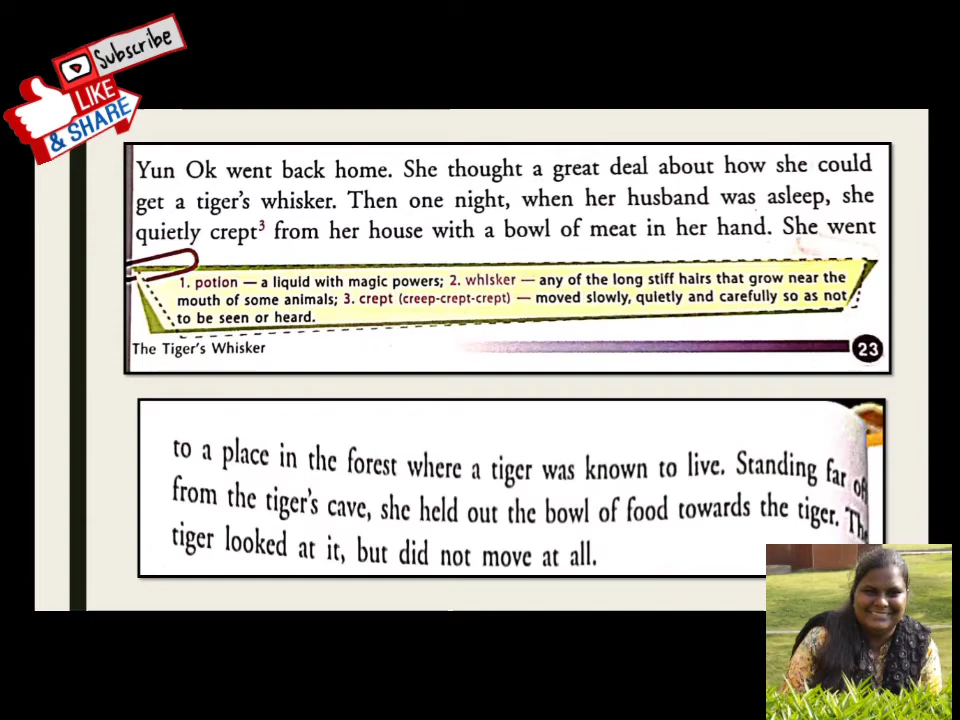 Subscribe
LIKE
& SHARE
Yun Ok went back home. She thought a great deal about how she could
get a tiger's whisker. Then one night, when her husband was asleep, she
quietly crept³ from her house with a bowl of meat in her hand. She went
1. potion — a liquid with magic powers; 2. whisker — any of the long stiff hairs that grow near the
mouth of some animals; 3. crept (creep-crept-crept) — moved slowly, quietly and carefully so as not
to be seen or heard.
The Tiger's Whisker
23
to a place in the forest where a tiger was known to live. Standing far off
from the tiger's cave, she held out the bowl of food towards the tiger. The
tiger looked at it, but did not move at all.